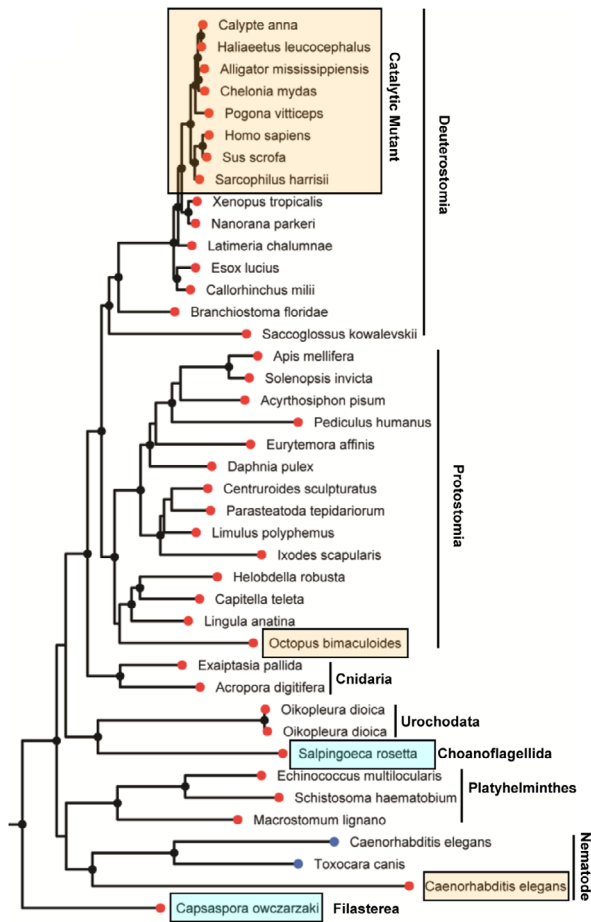 Calypte anna
Haliaeetus leucocephalus
Alligator mississippiensis
Chelonia mydas
Pogona vitticeps
Homo sapiens
Sus scrofa
Sarcophilus harrisii
Catalytic Mutant
Xenopus tropicalis
Nanorana parkeri
Latimeria chalumnae
Esox lucius
Callorhinchus milii
Branchiostoma floridae
Saccoglossus kowalevskii
Deuterostomia
Apis mellifera
Solenopsis invicta
Acyrthosiphon pisum
Pediculus humanus
Eurytemora affinis
Daphnia pulex
Centruroides sculpturatus
Parasteatoda tepidariorum
Limulus polyphemus
Ixodes scapularis
Helobdella robusta
Capitella teleta
Lingula anatina
Octopus bimaculoides
Protostomia
Exaiptasia pallida
Acropora digitifera
Cnidaria
Oikopleura dioica
Oikopleura dioica
Urochodata
Salpingoeca rosetta Choanoflagellida
Echinococcus multilocularis
Schistosoma haematobium
Macrostomum lignano
Platyhelminthes
Caenorhabditis elegans
Toxocara canis
Caenorhabditis elegans
Nematode
Capsaspora owczarzaki Filasterea